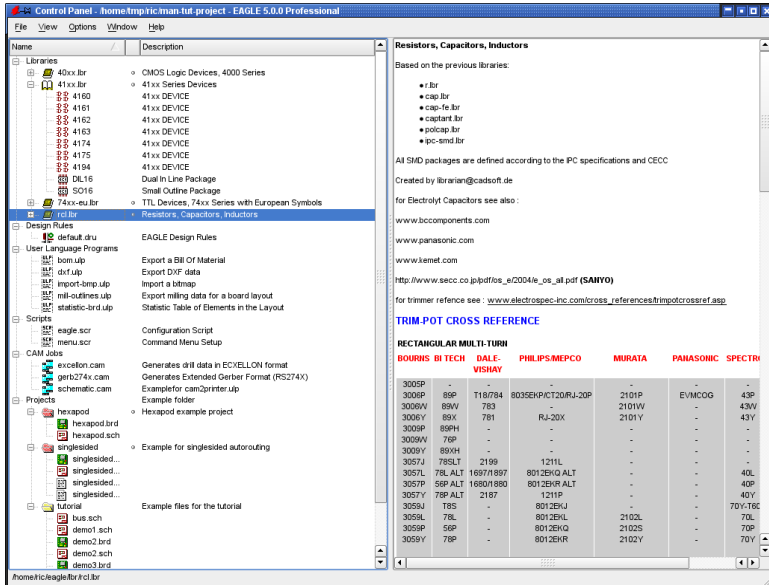 Control Panel - /home/tmp/ric/man-tut-project - EAGLE 5.0.0 Professional
File View Options Window Help
Name Description
Libraries
40xx.lbr CMOS Logic Devices, 4000 Series
41xx.lbr 41xx Series Devices
4160 41xx DEVICE
4161 41xx DEVICE
4162 41xx DEVICE
4163 41xx DEVICE
4174 41xx DEVICE
4175 41xx DEVICE
4194 41xx DEVICE
DIL16 Dual In Line Package
SO16 Small Outline Package
74xx-eu.lbr TTL Devices, 74xx Series with European Symbols
rcl.lbr Resistors, Capacitors, Inductors
Design Rules
default.dru EAGLE Design Rules
User Language Programs
bom.ulp Export a Bill Of Material
dxf.ulp Export DXF data
import-bmp.ulp Import a bitmap
mill-outlines.ulp Export milling data for a board layout
statistic-brd.ulp Statistic Table of Elements in the Layout
Scripts
eagle.scr Configuration Script
menu.scr Command Menu Setup
CAM Jobs
excellon.cam Generates drill data in ECXELLON format
gerb274x.cam Generates Extended Gerber Format (RS274X)
schematic.cam Examplefor cam2printer.ulp
Projects Example folder
hexapod Hexapod example project
hexapod.brd
hexapod.sch
singlesided Example for singlesided autorouting
singlesided...
singlesided...
singlesided...
singlesided...
tutorial Example files for the tutorial
bus.sch
demo1.sch
demo2.brd
demo2.sch
demo3.brd
Resistors, Capacitors, Inductors
Based on the previous libraries:
• r.lbr
• cap.lbr
• cap-fe.lbr
• captant.lbr
• polcap.lbr
• ipc-smd.lbr
All SMD packages are defined according to the IPC specifications and CECC
Created by librarian@cadsoft.de
for Electrolyt Capacitors see also :
www.bccomponents.com
www.panasonic.com
www.kemet.com
http://www.secc.co.jp/pdf/os_e/2004/e_os_all.pdf (SANYO)
for trimmer refence see : www.electrospec-inc.com/cross_references/trimpotcrossref.asp
TRIM-POT CROSS REFERENCE
RECTANGULAR MULTI-TURN
BOURNS BI TECH DALE-VISHAY PHILIPS/MEPCO MURATA PANASONIC SPECTRO
3005P - - - - - -
3006P 89P T18/784 8035EKP/CT20/RJ-20P 2101P EVMCOG 43P
3006W 89W 783 - 2101W - 43W
3006Y 89X 781 RJ-20X 2101Y - 43Y
3009P 89PH - - - - -
3009W 76P - - - - -
3009Y 89XH - - - - -
3057J 78SLT 2199 1211L - - -
3057L 78L ALT 1697/1897 8012EKQ ALT - - 40L
3057P 56P ALT 1680/1880 8012EKR ALT - - 40P
3057Y 78P ALT 2187 1211P - - 40Y
3059J T8S - 8012EKJ - - 70Y-T6D
3059L 78L - 8012EKL 2102L - 70L
3059P 56P - 8012EKQ 2102S - 70P
3059Y 78P - 8012EKR 2102Y - 70Y
/home/ric/eagle/lbr/rcl.lbr